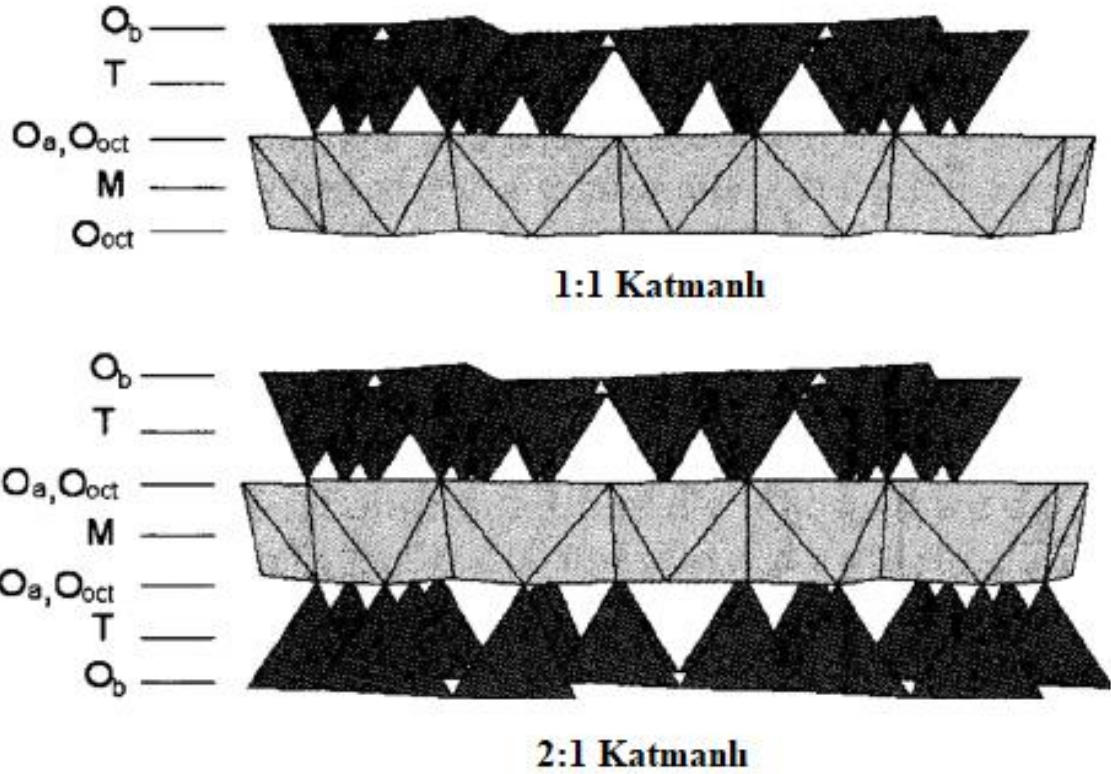 Ob
T
Oa, Ooct
M
Ooct
1:1 Katmanlı
Ob
T
Oa, Ooct
M
Oa, Ooct
T
Ob
2:1 Katmanlı